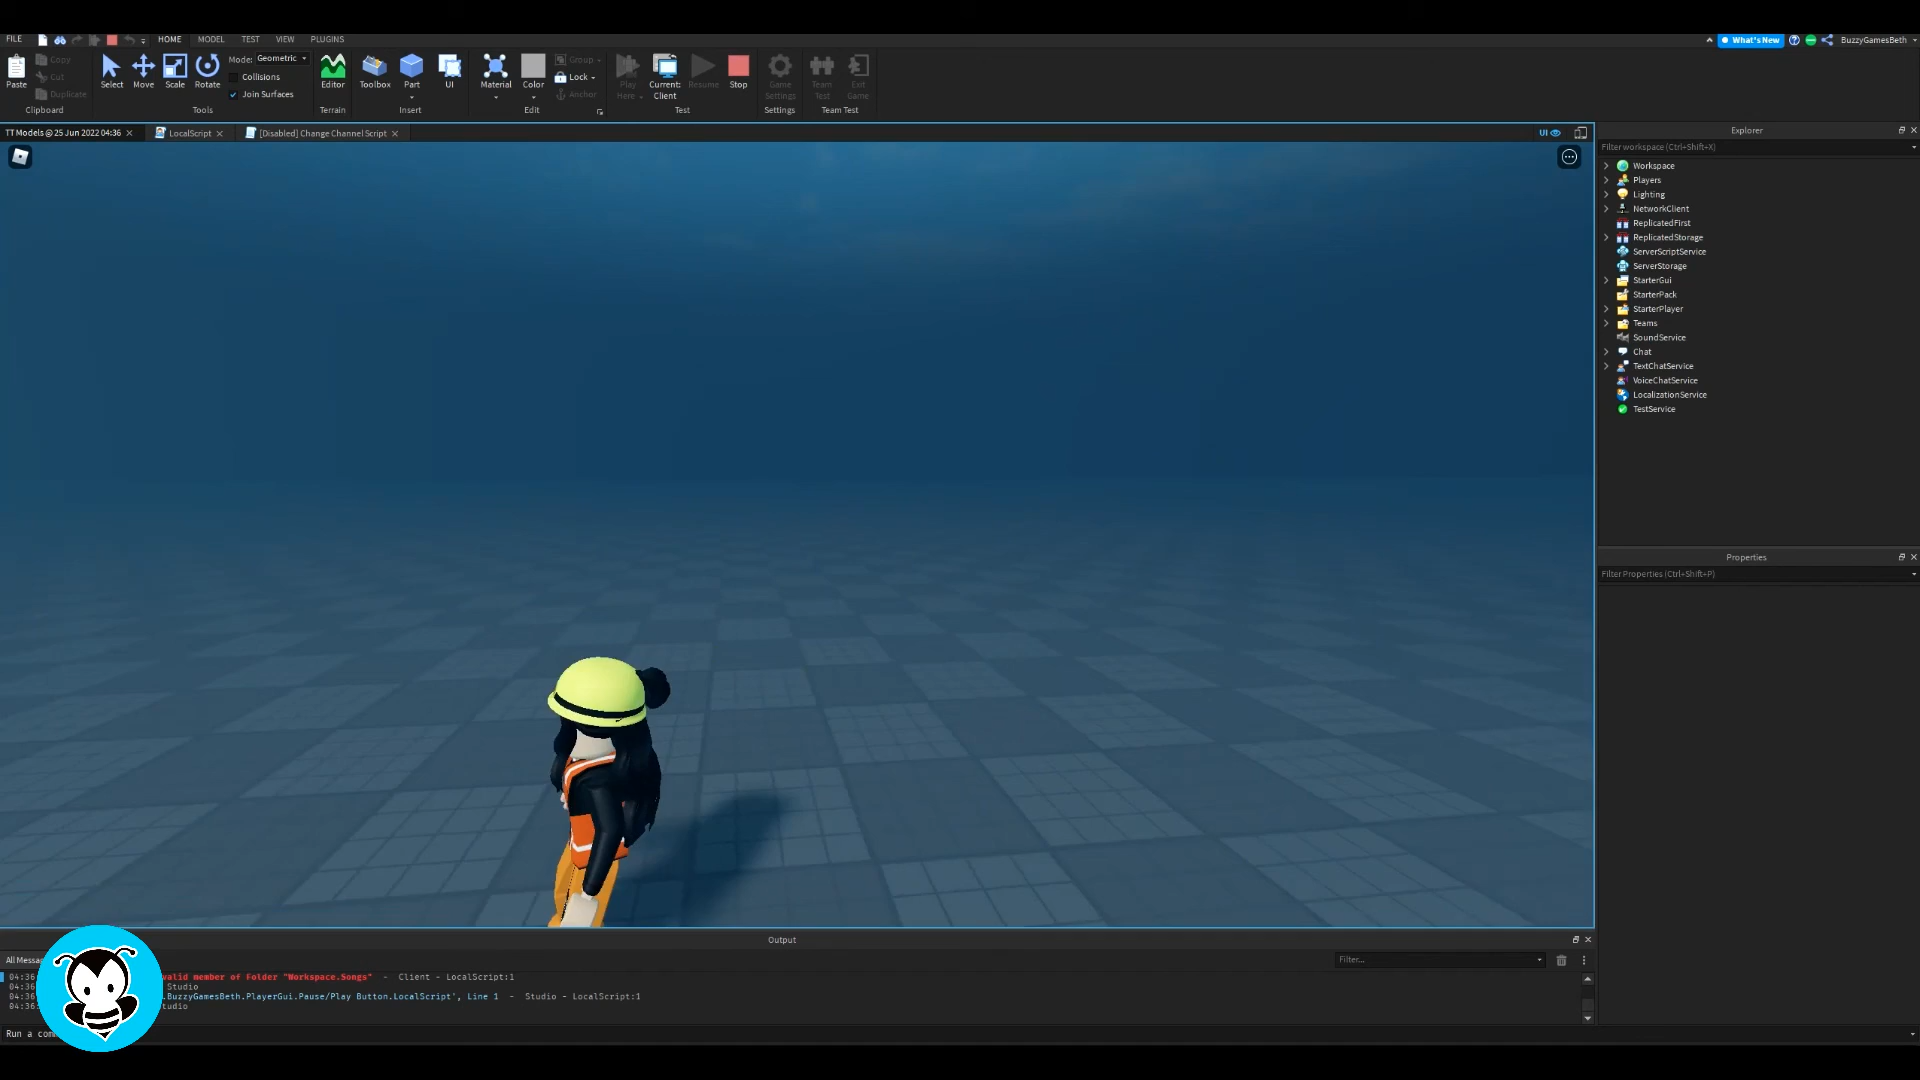 FILE HOME MODEL TEST VIEW PLUGINS What's New BuzzyGamesBeth
Paste Copy Cut Duplicate Clipboard
Select Move Scale Rotate Mode: Geometric Collisions Join Surfaces Tools
Editor Terrain
Toolbox Part UI Insert
Material Color Group Lock Anchor Edit
Play Here Current: Client Resume Stop Test
Game Settings Settings
Team Test Exit Game Team Test
TT Models @ 25 Jun 2022 04:36 LocalScript [Disabled] Change Channel Script UI
Explorer
Filter workspace (Ctrl+Shift+X)
Workspace
Players
Lighting
NetworkClient
ReplicatedFirst
ReplicatedStorage
ServerScriptService
ServerStorage
StarterGui
StarterPack
StarterPlayer
Teams
SoundService
Chat
TextChatService
VoiceChatService
LocalizationService
TestService
Properties
Filter Properties (Ctrl+Shift+P)
Output
All Messa Filter...
04:36: valid member of Folder "Workspace.Songs" - Client - LocalScript:1
04:36 Studio
04:36 .BuzzyGamesBeth.PlayerGui.Pause/Play Button.LocalScript', Line 1 - Studio - LocalScript:1
04:36: tudio
Run a com